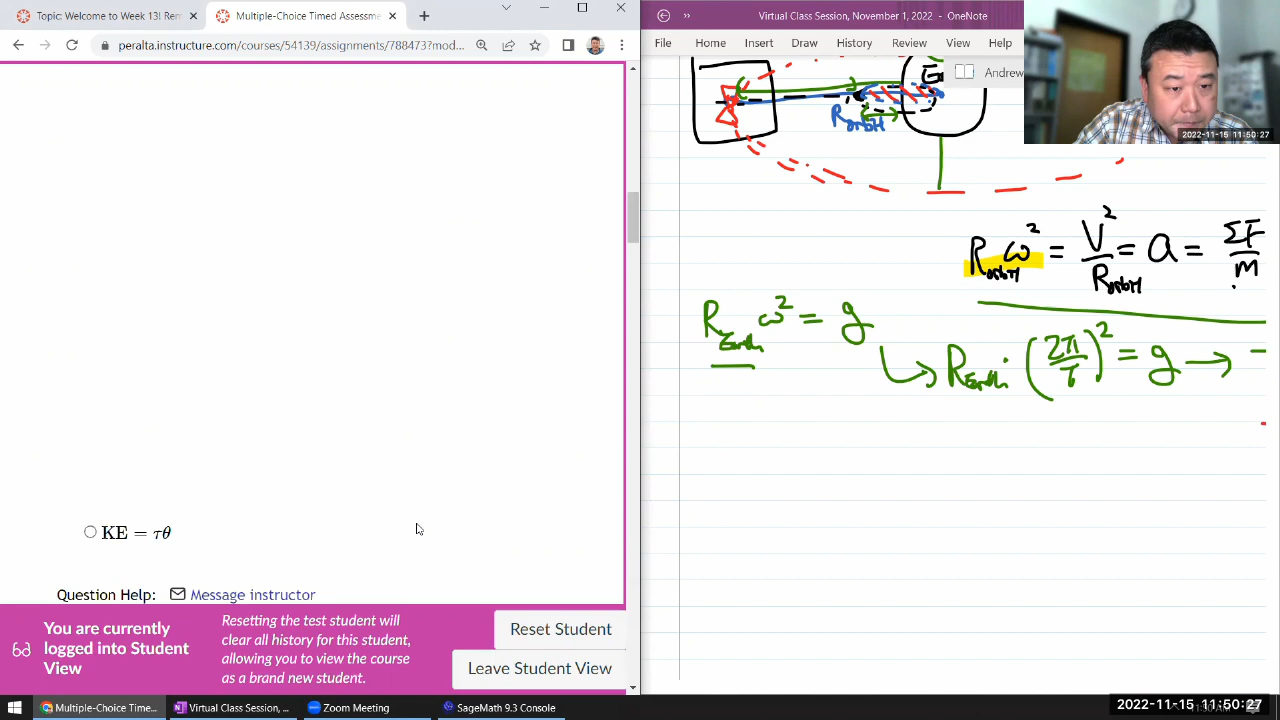 Topic Welcome to Week 13! Ren
Multiple-Choice Timed Assessme
peralta.instructure.com/courses/54139/assignments/788473?mod...
KE = τθ
Question Help: Message instructor
You are currently logged into Student View
Resetting the test student will
clear all history for this student,
allowing you to view the course
as a brand new student.
Reset Student
Leave Student View
Virtual Class Session, November 1, 2022 - OneNote
File Home Insert Draw History Review View Help
Andrew
2022-11-15 11:50:27
R_orbit
R_orbit ω² = V²/R_orbit = a = ΣF/m
R_Earth ω² = g
R_Earth · (2π/T)² = g →
Multiple-Choice Time...
Virtual Class Session, ...
Zoom Meeting
SageMath 9.3 Console
2022-11-15 11:50:27